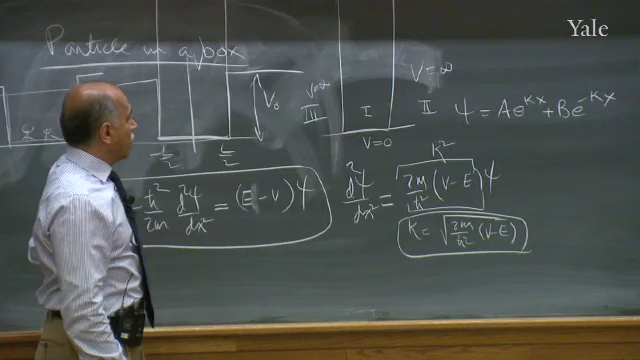 Yale
Particle in a box
V₀
V=∞
III
I
V=∞
II
V=0
ψ = Ae^{κx} + Be^{-κx}
-L/2
L/2
- ħ²/2m d²ψ/dx² = (E - V) ψ
d²ψ/dx² = 2m/ħ² (V-E) ψ
κ²
κ = √(2m/ħ² (V-E))